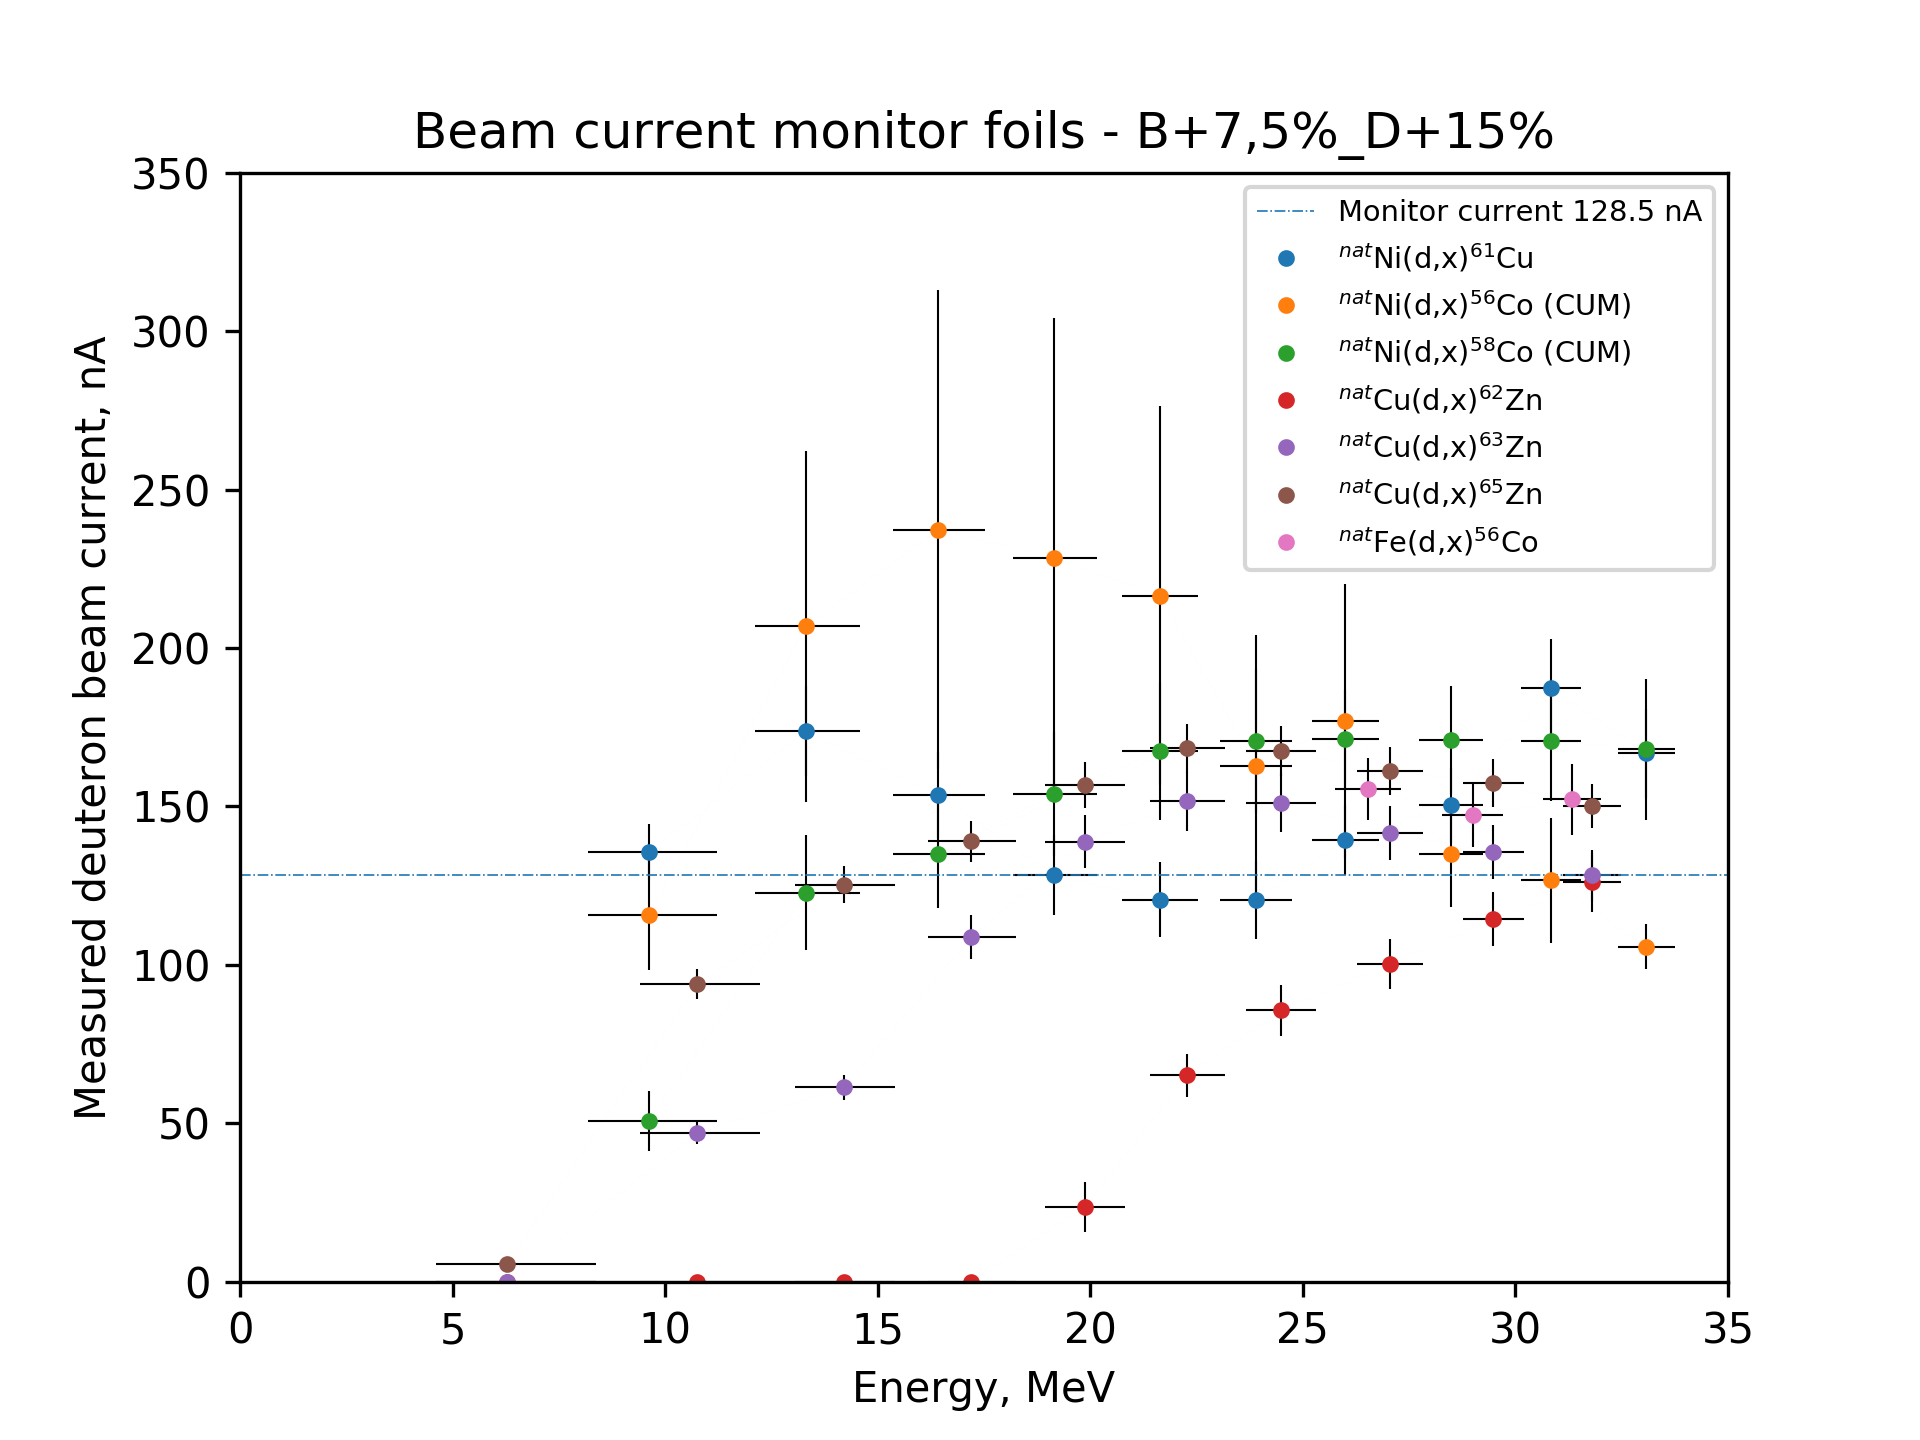 Beam current monitor foils - B+7,5%_D+15%
350
300
250
200
150
100
50
0
Measured deuteron beam current, nA
Monitor current 128.5 nA
ⁿᵃᵗNi(d,x)⁶¹Cu
ⁿᵃᵗNi(d,x)⁵⁶Co (CUM)
ⁿᵃᵗNi(d,x)⁵⁸Co (CUM)
ⁿᵃᵗCu(d,x)⁶²Zn
ⁿᵃᵗCu(d,x)⁶³Zn
ⁿᵃᵗCu(d,x)⁶⁵Zn
ⁿᵃᵗFe(d,x)⁵⁶Co
0 5 10 15 20 25 30 35
Energy, MeV